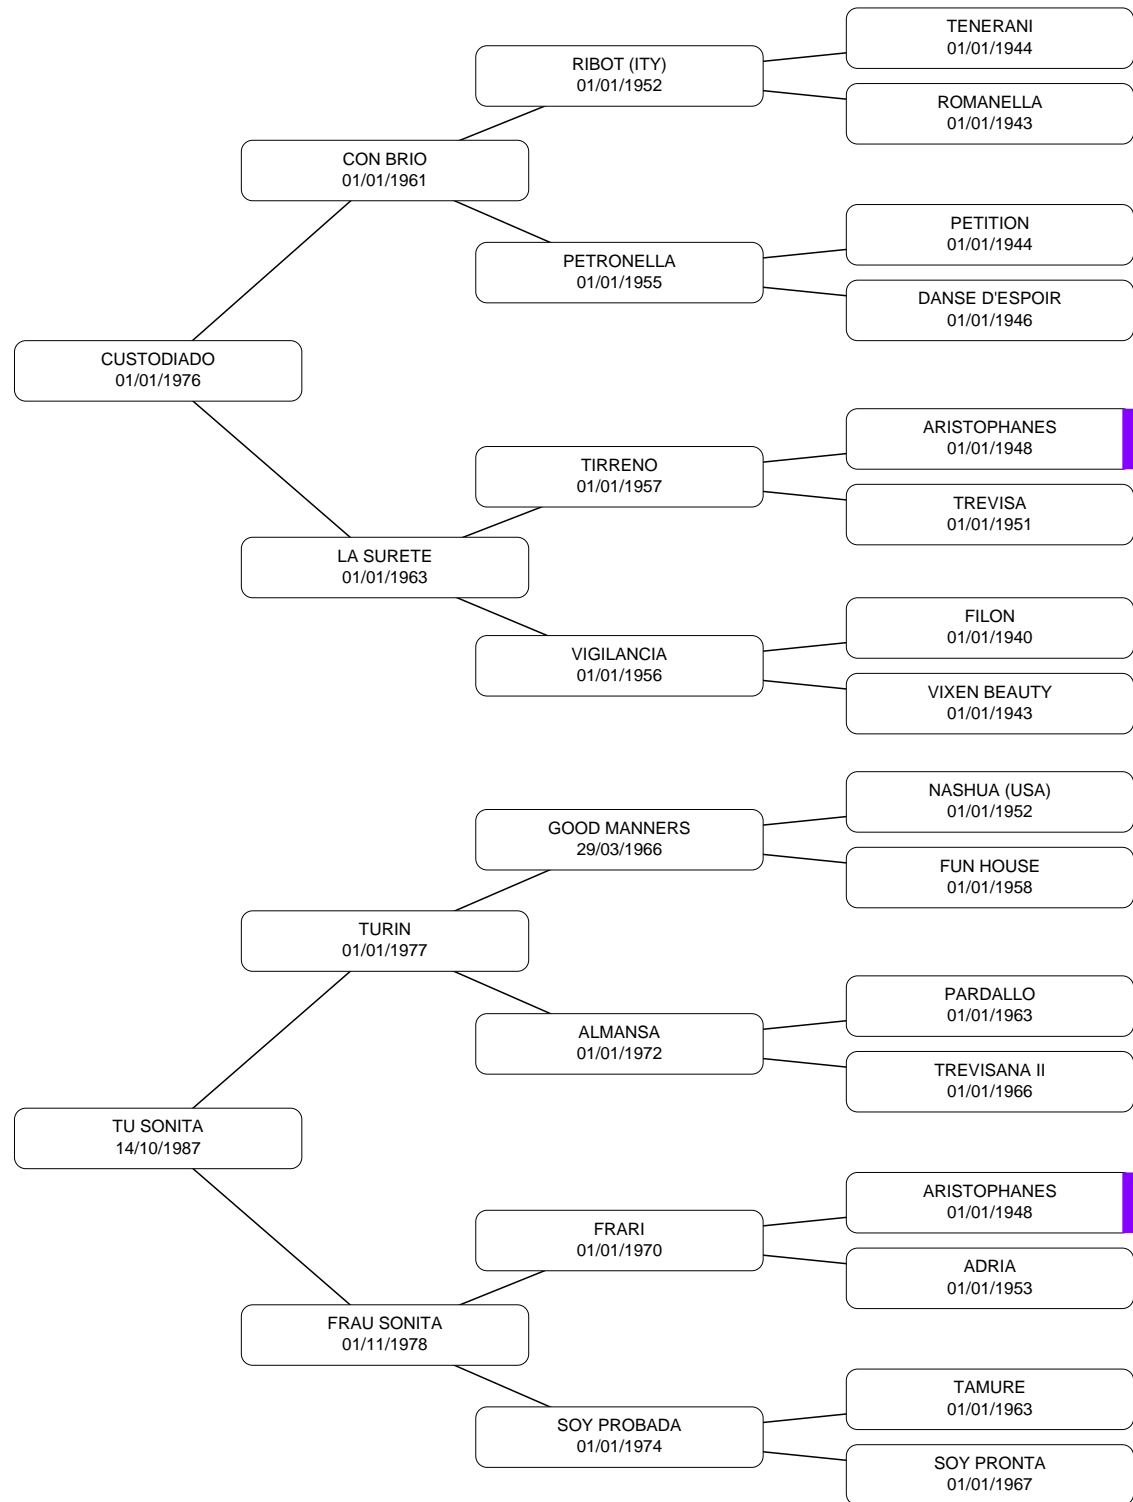 TENERANI
01/01/1944
RIBOT (ITY)
01/01/1952
ROMANELLA
01/01/1943
CON BRIO
01/01/1961
PETITION
01/01/1944
PETRONELLA
01/01/1955
DANSE D'ESPOIR
01/01/1946
CUSTODIADO
01/01/1976
ARISTOPHANES
01/01/1948
TIRRENO
01/01/1957
TREVISA
01/01/1951
LA SURETE
01/01/1963
FILON
01/01/1940
VIGILANCIA
01/01/1956
VIXEN BEAUTY
01/01/1943
NASHUA (USA)
01/01/1952
GOOD MANNERS
29/03/1966
FUN HOUSE
01/01/1958
TURIN
01/01/1977
PARDALLO
01/01/1963
ALMANSA
01/01/1972
TREVISANA II
01/01/1966
TU SONITA
14/10/1987
ARISTOPHANES
01/01/1948
FRARI
01/01/1970
ADRIA
01/01/1953
FRAU SONITA
01/11/1978
TAMURE
01/01/1963
SOY PROBADA
01/01/1974
SOY PRONTA
01/01/1967